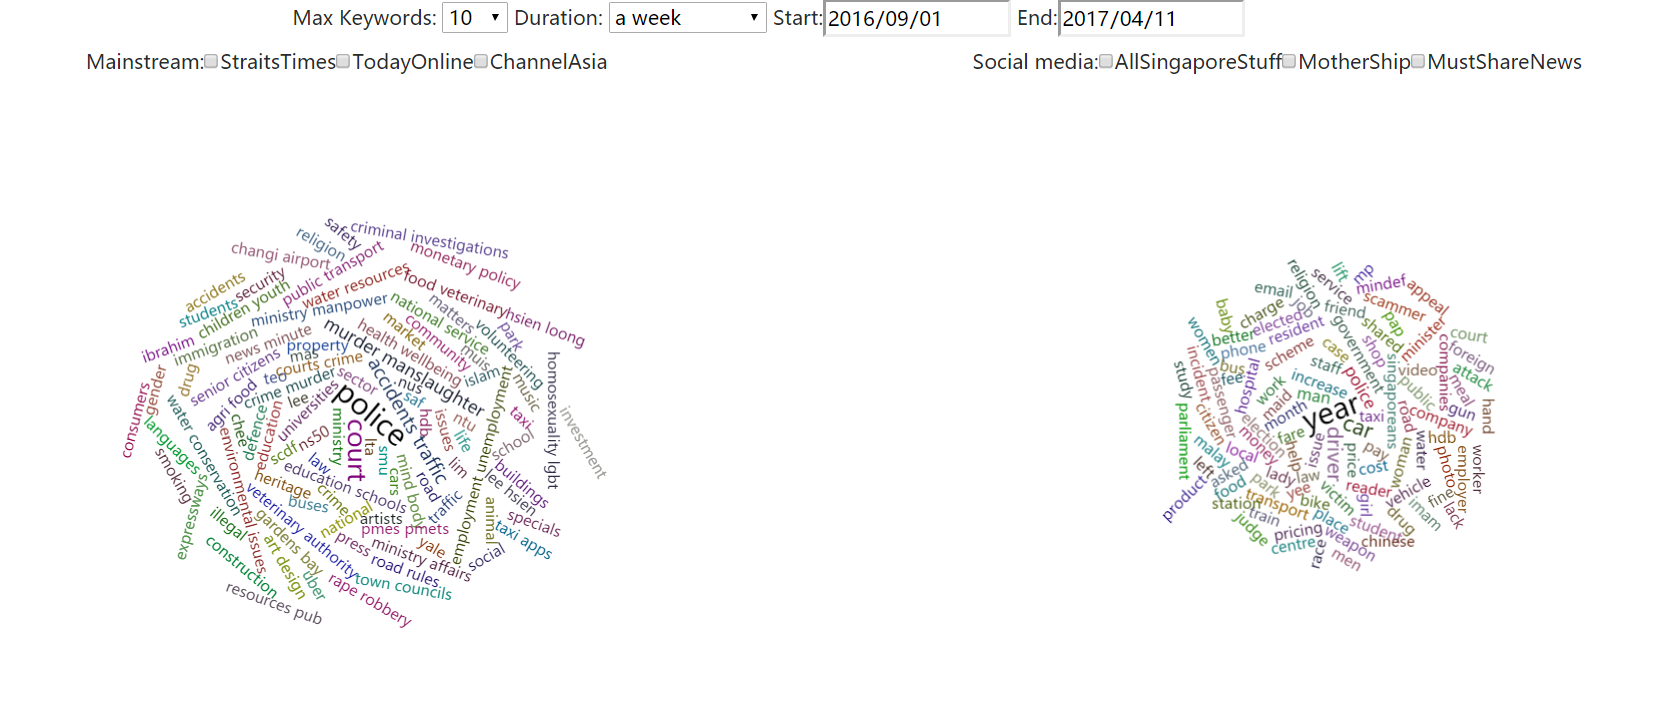 Max Keywords: 10 Duration: a week Start: 2016/09/01 End: 2017/04/11
Mainstream: StraitsTimes TodayOnline ChannelAsia Social media: AllSingaporeStuff MotherShip MustShareNews
safety
criminal investigations
religion
monetary policy
changi airport
public transport
accidents
security
water resources
food veterinary
hsien loong
students
children youth
ministry manpower
national service
matters
volunteering
park
ibrahim
immigration
news minute
property
murder manslaughter
health wellbeing
market
community
muis
islam
music
homosexuality lgbt
investment
gender
consumers
drug
senior citizens
mas
courts crime
teo
agri food
crime murder
lee
sector
accidents traffic
nus
saf
universities
police
court
ministry
lta
smu
hdb
issues
ntu
life
taxi
school
unemployment
employment
water conservation
languages
smoking
expressways
chee
defence
education
environmental issues
scdf
ns50
law
education schools
cars
mind body
road
traffic
lim
lee hsien
buildings
specials
heritage
buses
crime
national
artists
pmes pmets
animal
taxi apps
illegal
veterinary authority
gardens bay
art design
press
road rules
ministry affairs
yale
social
construction
uber
rape robbery
town councils
resources pub
religion
service
lift
mp
mindef
appeal
email
job
friend
scammer
baby
charge
elected
government
shared
pap
minister
court
women
better
phone
resident
scheme
case
shop
companies
foreign
incident
bus
fee
hospital
staff
police
singaporeans
video
attack
study
passenger
work
increase
man
public
meal
gun
hand
parliament
citizen
maid
month
year
taxi
car
road
company
election
money
fare
help
issue
driver
price
pay
woman
water
hdb
photo
employer
worker
malay
local
left
asked
lady
law
cost
product
food
park
yee
victim
reader
girl
vehicle
fine
lack
station
transport
bike
place
student
drug
imam
judge
train
pricing
weapon
chinese
centre
race
men